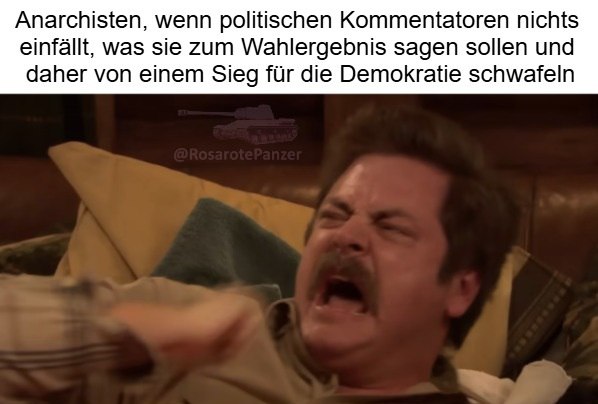 Anarchisten, wenn politischen Kommentatoren nichts
einfällt, was sie zum Wahlergebnis sagen sollen und
daher von einem Sieg für die Demokratie schwafeln
@RosarotePanzer